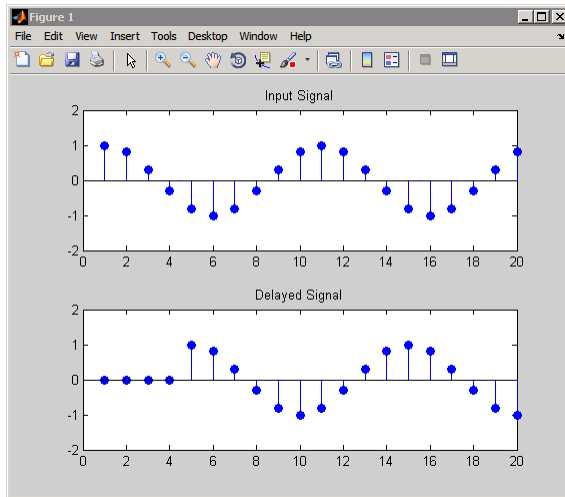 Figure 1
File Edit View Insert Tools Desktop Window Help
Input Signal
2
1
0
-1
-2
0 2 4 6 8 10 12 14 16 18 20
Delayed Signal
2
1
0
-1
-2
0 2 4 6 8 10 12 14 16 18 20